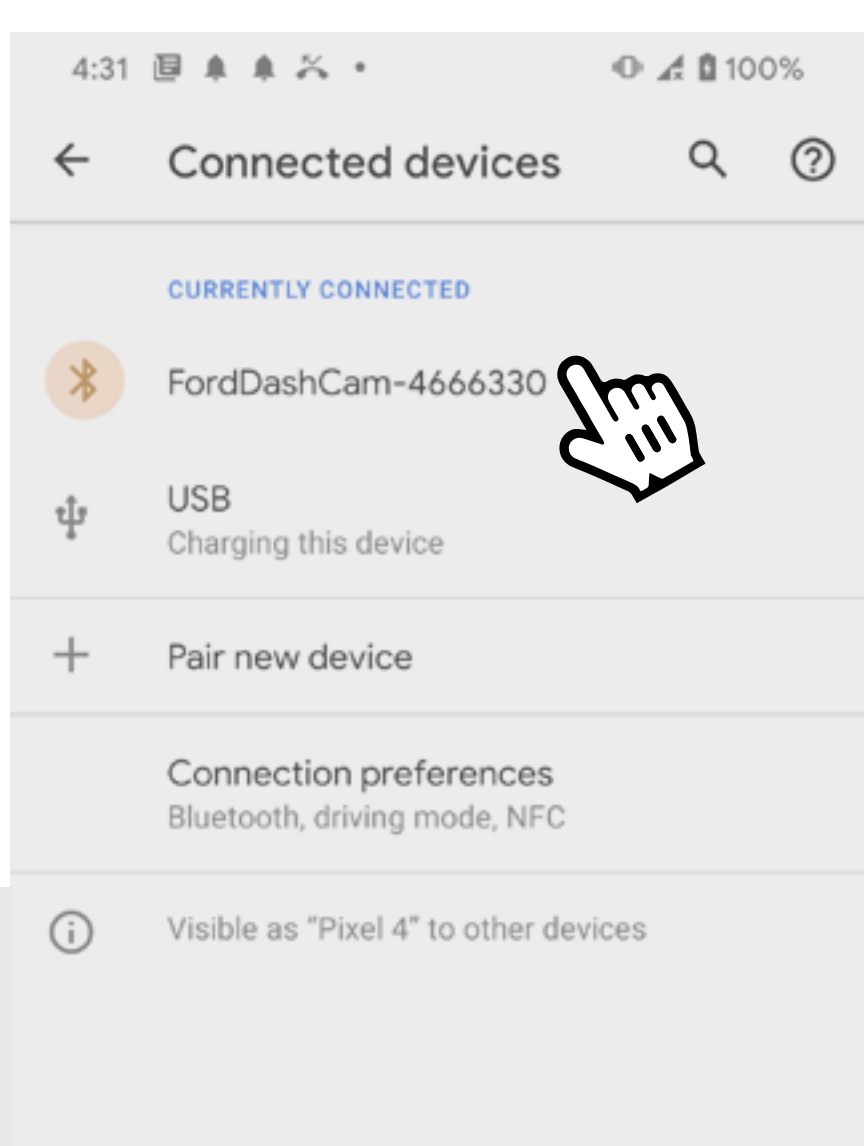 4:31
100%
Connected devices
CURRENTLY CONNECTED
FordDashCam-4666330
USB
Charging this device
Pair new device
Connection preferences
Bluetooth, driving mode, NFC
Visible as "Pixel 4" to other devices